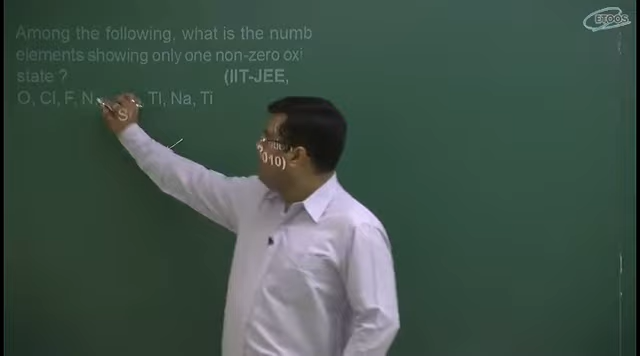 ETOOS
Among the following, what is the numb
elements showing only one non-zero oxi
state ? (IIT-JEE,
2010)
O, Cl, F, N, Tl, Na, Ti